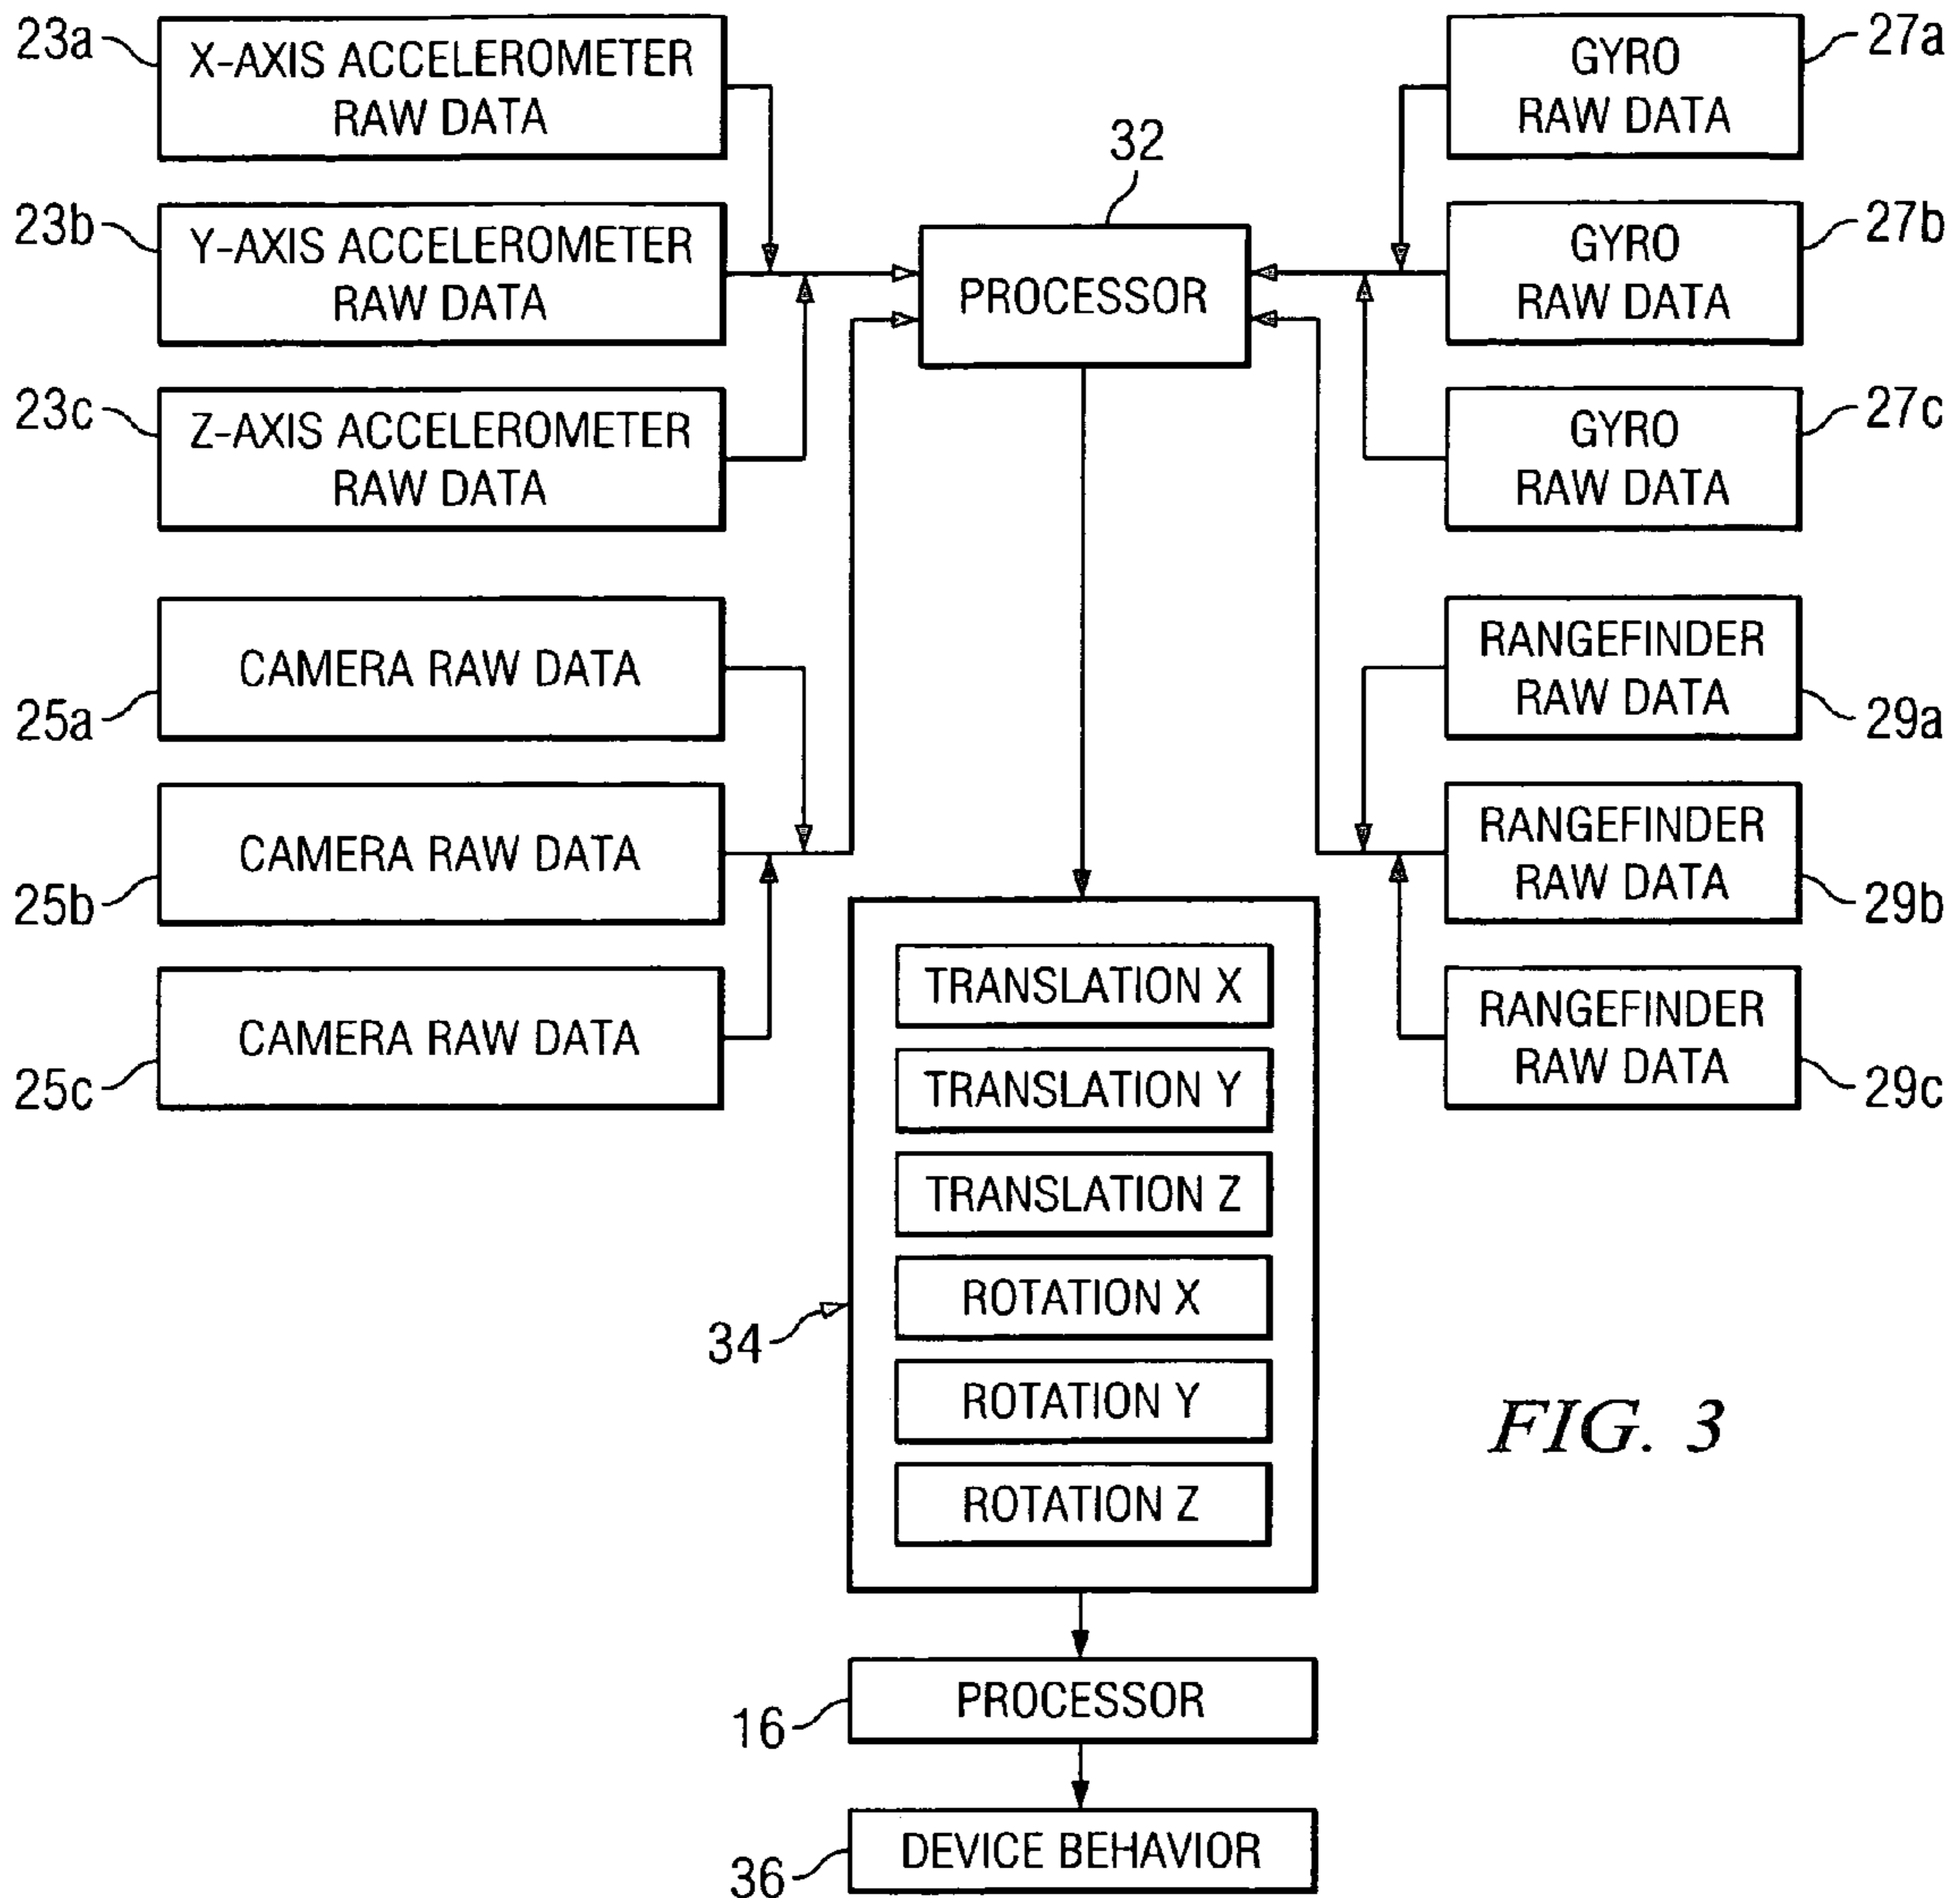 23a
X-AXIS ACCELEROMETER
RAW DATA
23b
Y-AXIS ACCELEROMETER
RAW DATA
23c
Z-AXIS ACCELEROMETER
RAW DATA
25a
CAMERA RAW DATA
25b
CAMERA RAW DATA
25c
CAMERA RAW DATA
32
PROCESSOR
GYRO
RAW DATA
27a
GYRO
RAW DATA
27b
GYRO
RAW DATA
27c
RANGEFINDER
RAW DATA
29a
RANGEFINDER
RAW DATA
29b
RANGEFINDER
RAW DATA
29c
34
TRANSLATION X
TRANSLATION Y
TRANSLATION Z
ROTATION X
ROTATION Y
ROTATION Z
16
PROCESSOR
36
DEVICE BEHAVIOR
FIG. 3